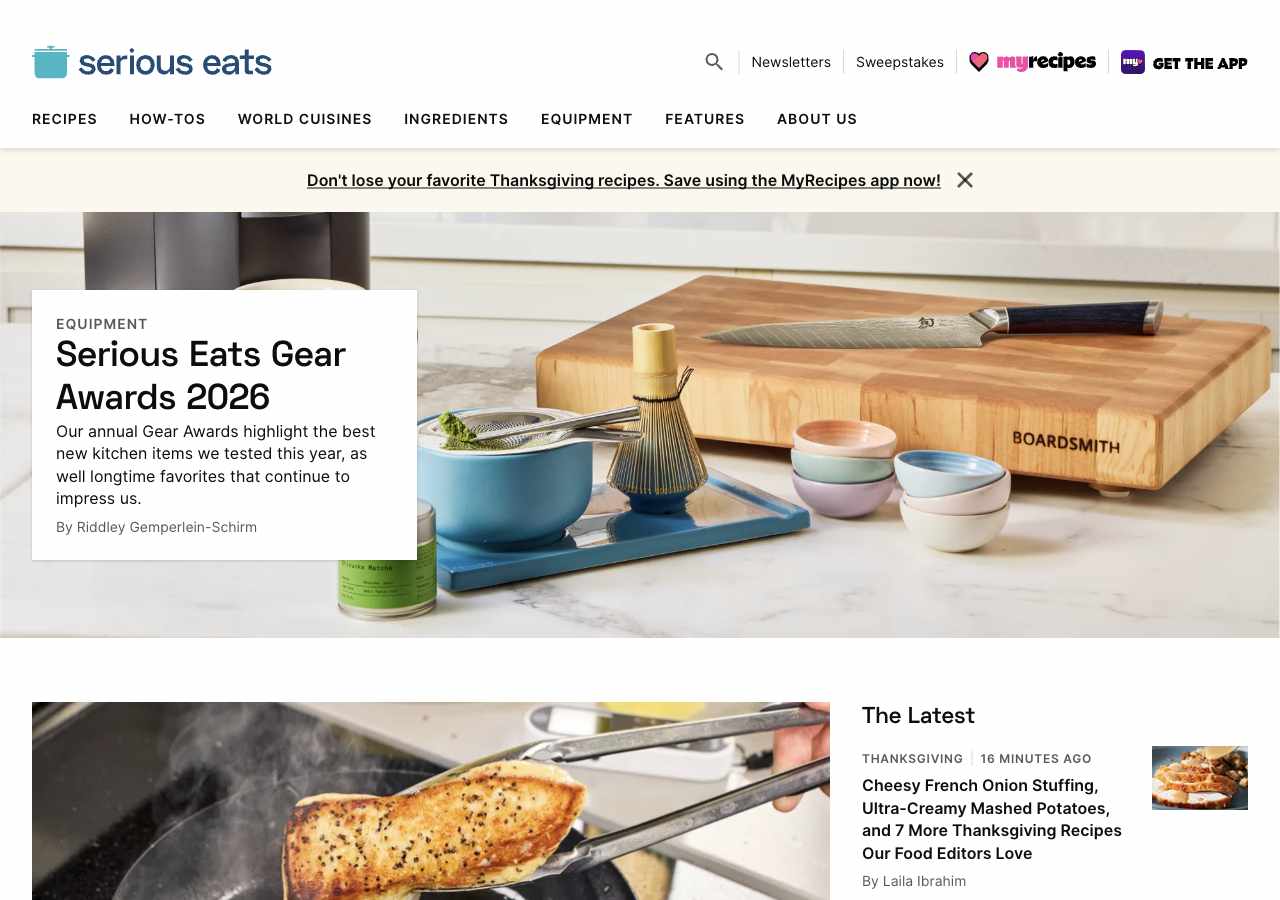 serious eats
Newsletters
Sweepstakes
myrecipes
my
GET THE APP
RECIPES
HOW-TOS
WORLD CUISINES
INGREDIENTS
EQUIPMENT
FEATURES
ABOUT US
Don't lose your favorite Thanksgiving recipes. Save using the MyRecipes app now!
EQUIPMENT
Serious Eats Gear
Awards 2026
Our annual Gear Awards highlight the best
new kitchen items we tested this year, as
well longtime favorites that continue to
impress us.
By Riddley Gemperlein-Schirm
BOARDSMITH
Matcha
The Latest
THANKSGIVING
16 MINUTES AGO
Cheesy French Onion Stuffing,
Ultra-Creamy Mashed Potatoes,
and 7 More Thanksgiving Recipes
Our Food Editors Love
By Laila Ibrahim